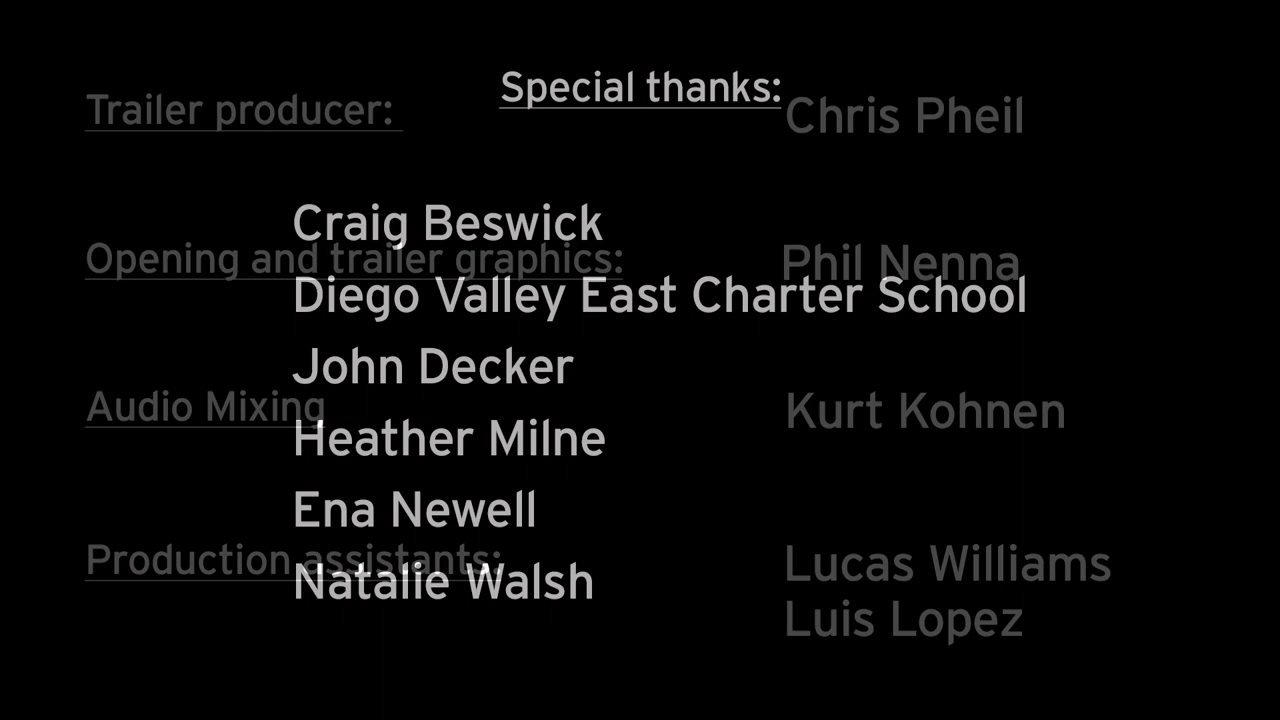 Special thanks:
Craig Beswick
Diego Valley East Charter School
John Decker
Heather Milne
Ena Newell
Natalie Walsh
Trailer producer:
Chris Pheil
Opening and trailer graphics:
Phil Nenna
Audio Mixing
Kurt Kohnen
Production assistants:
Lucas Williams
Luis Lopez